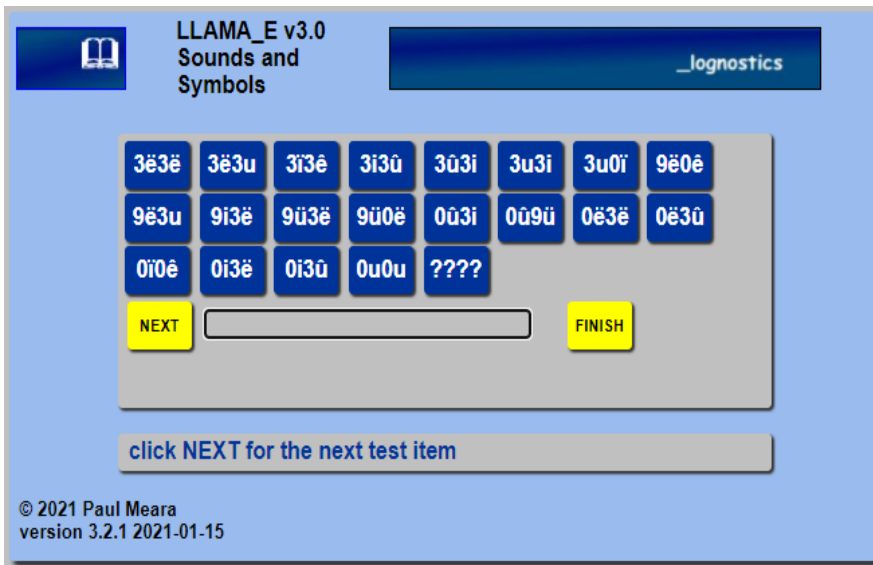 LLAMA_E v3.0
Sounds and
Symbols
_lognostics
3ë3ë 3ë3u 3ï3ê 3i3û 3û3i 3u3i 3u0ï 9ë0ê
9ë3u 9i3ë 9ü3ë 9ü0ë 0û3i 0û9ü 0ë3ë 0ë3û
0ï0ê 0i3ë 0i3û 0u0u ????
NEXT FINISH
click NEXT for the next test item
© 2021 Paul Meara
version 3.2.1 2021-01-15